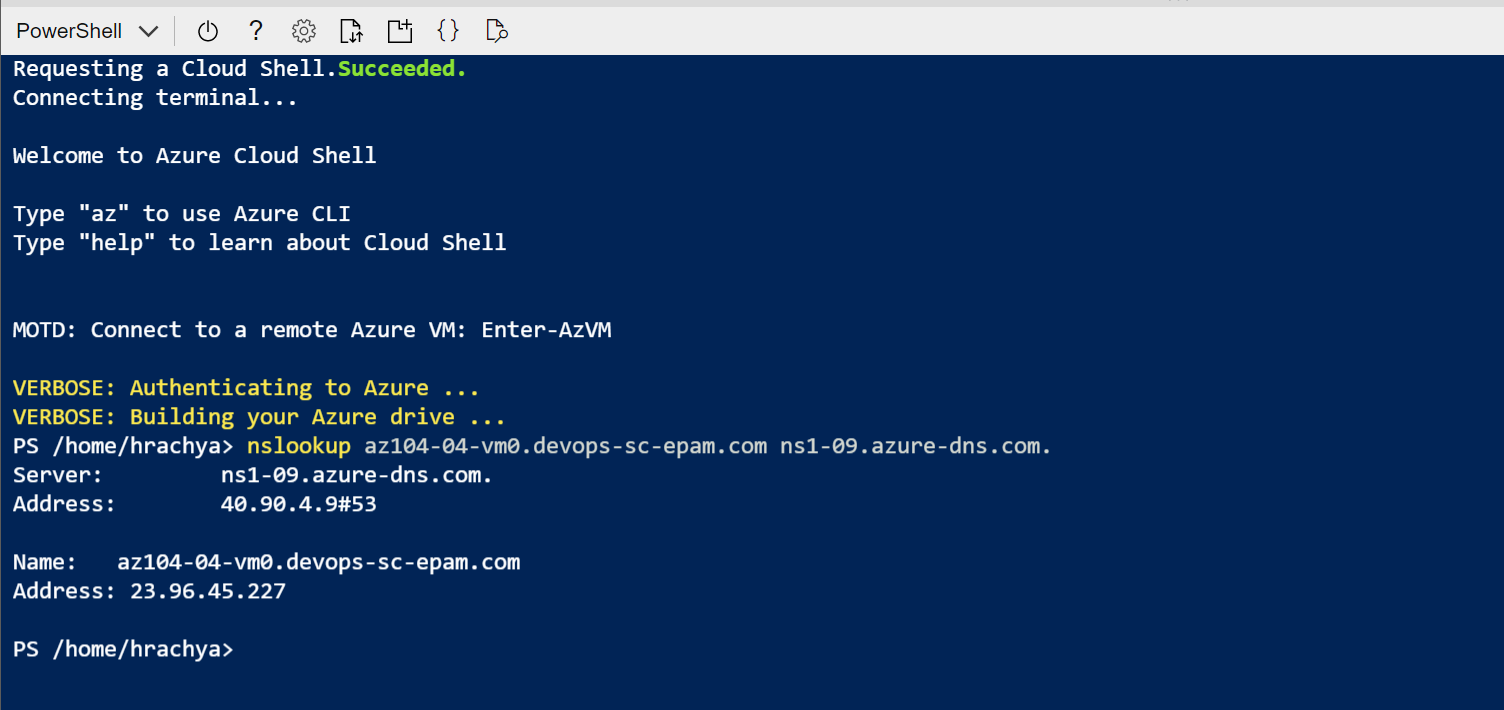 PowerShell
Requesting a Cloud Shell.Succeeded.
Connecting terminal...
Welcome to Azure Cloud Shell
Type "az" to use Azure CLI
Type "help" to learn about Cloud Shell
MOTD: Connect to a remote Azure VM: Enter-AzVM
VERBOSE: Authenticating to Azure ...
VERBOSE: Building your Azure drive ...
PS /home/hrachya> nslookup az104-04-vm0.devops-sc-epam.com ns1-09.azure-dns.com.
Server:        ns1-09.azure-dns.com.
Address:       40.90.4.9#53
Name:   az104-04-vm0.devops-sc-epam.com
Address: 23.96.45.227
PS /home/hrachya>